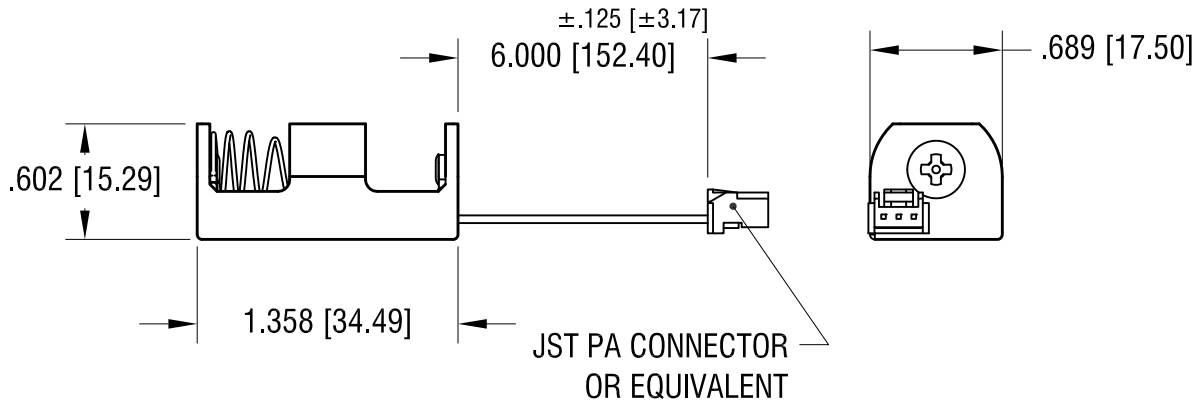 ±.125 [±3.17]
6.000 [152.40]
.689 [17.50]
.602 [15.29]
1.358 [34.49]
JST PA CONNECTOR
OR EQUIVALENT